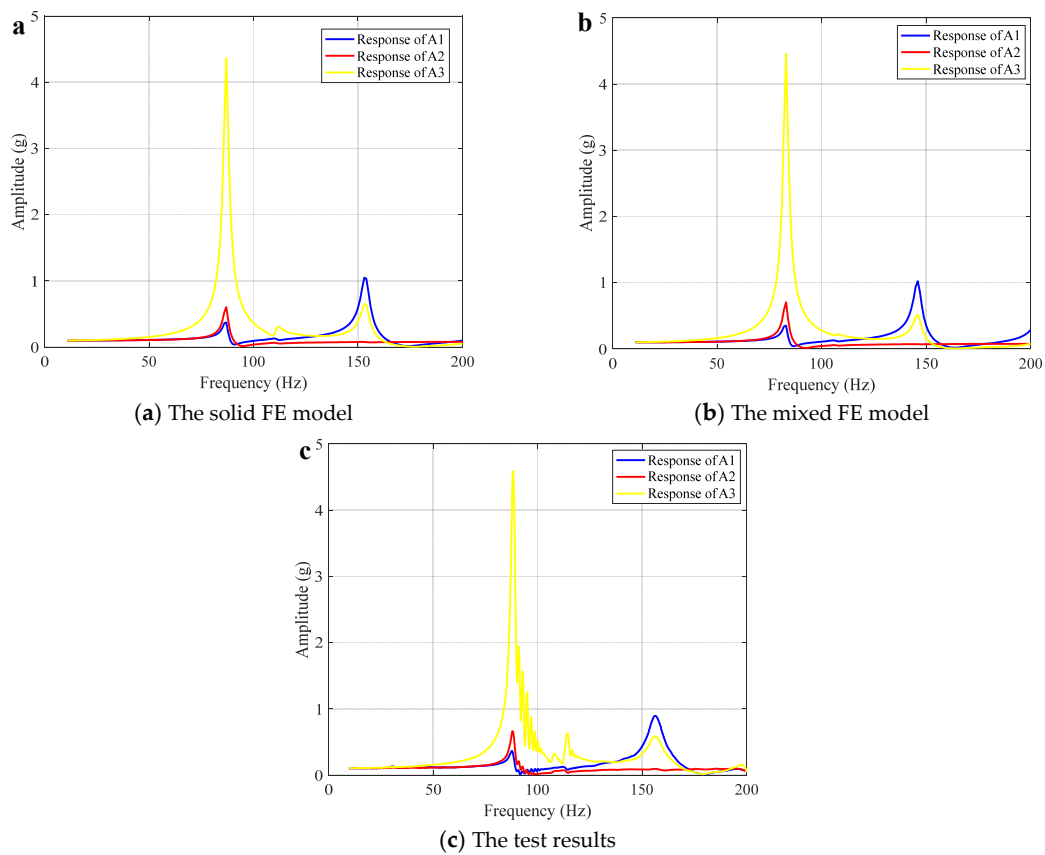 a
5
4
3
2
1
0
0
50
100
150
200
Amplitude (g)
Frequency (Hz)
Response of A1
Response of A2
Response of A3
(a) The solid FE model
b
5
4
3
2
1
0
0
50
100
150
200
Amplitude (g)
Frequency (Hz)
Response of A1
Response of A2
Response of A3
(b) The mixed FE model
c
5
4
3
2
1
0
0
50
100
150
200
Amplitude (g)
Frequency (Hz)
Response of A1
Response of A2
Response of A3
(c) The test results